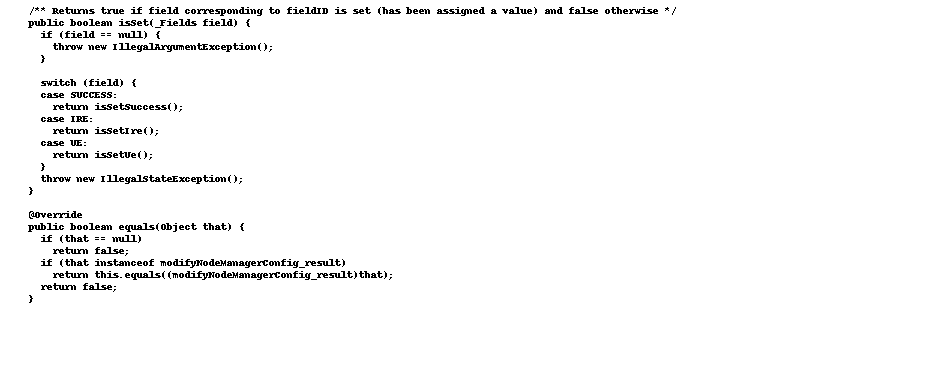 /** Returns true if field corresponding to fieldID is set (has been assigned a value) and false otherwise */
public boolean isSet(_Fields field) {
  if (field == null) {
    throw new IllegalArgumentException();
  }

  switch (field) {
  case SUCCESS:
    return isSetSuccess();
  case IRE:
    return isSetIre();
  case UE:
    return isSetUe();
  }
  throw new IllegalStateException();
}

@Override
public boolean equals(Object that) {
  if (that == null)
    return false;
  if (that instanceof modifyNodeManagerConfig_result)
    return this.equals((modifyNodeManagerConfig_result)that);
  return false;
}